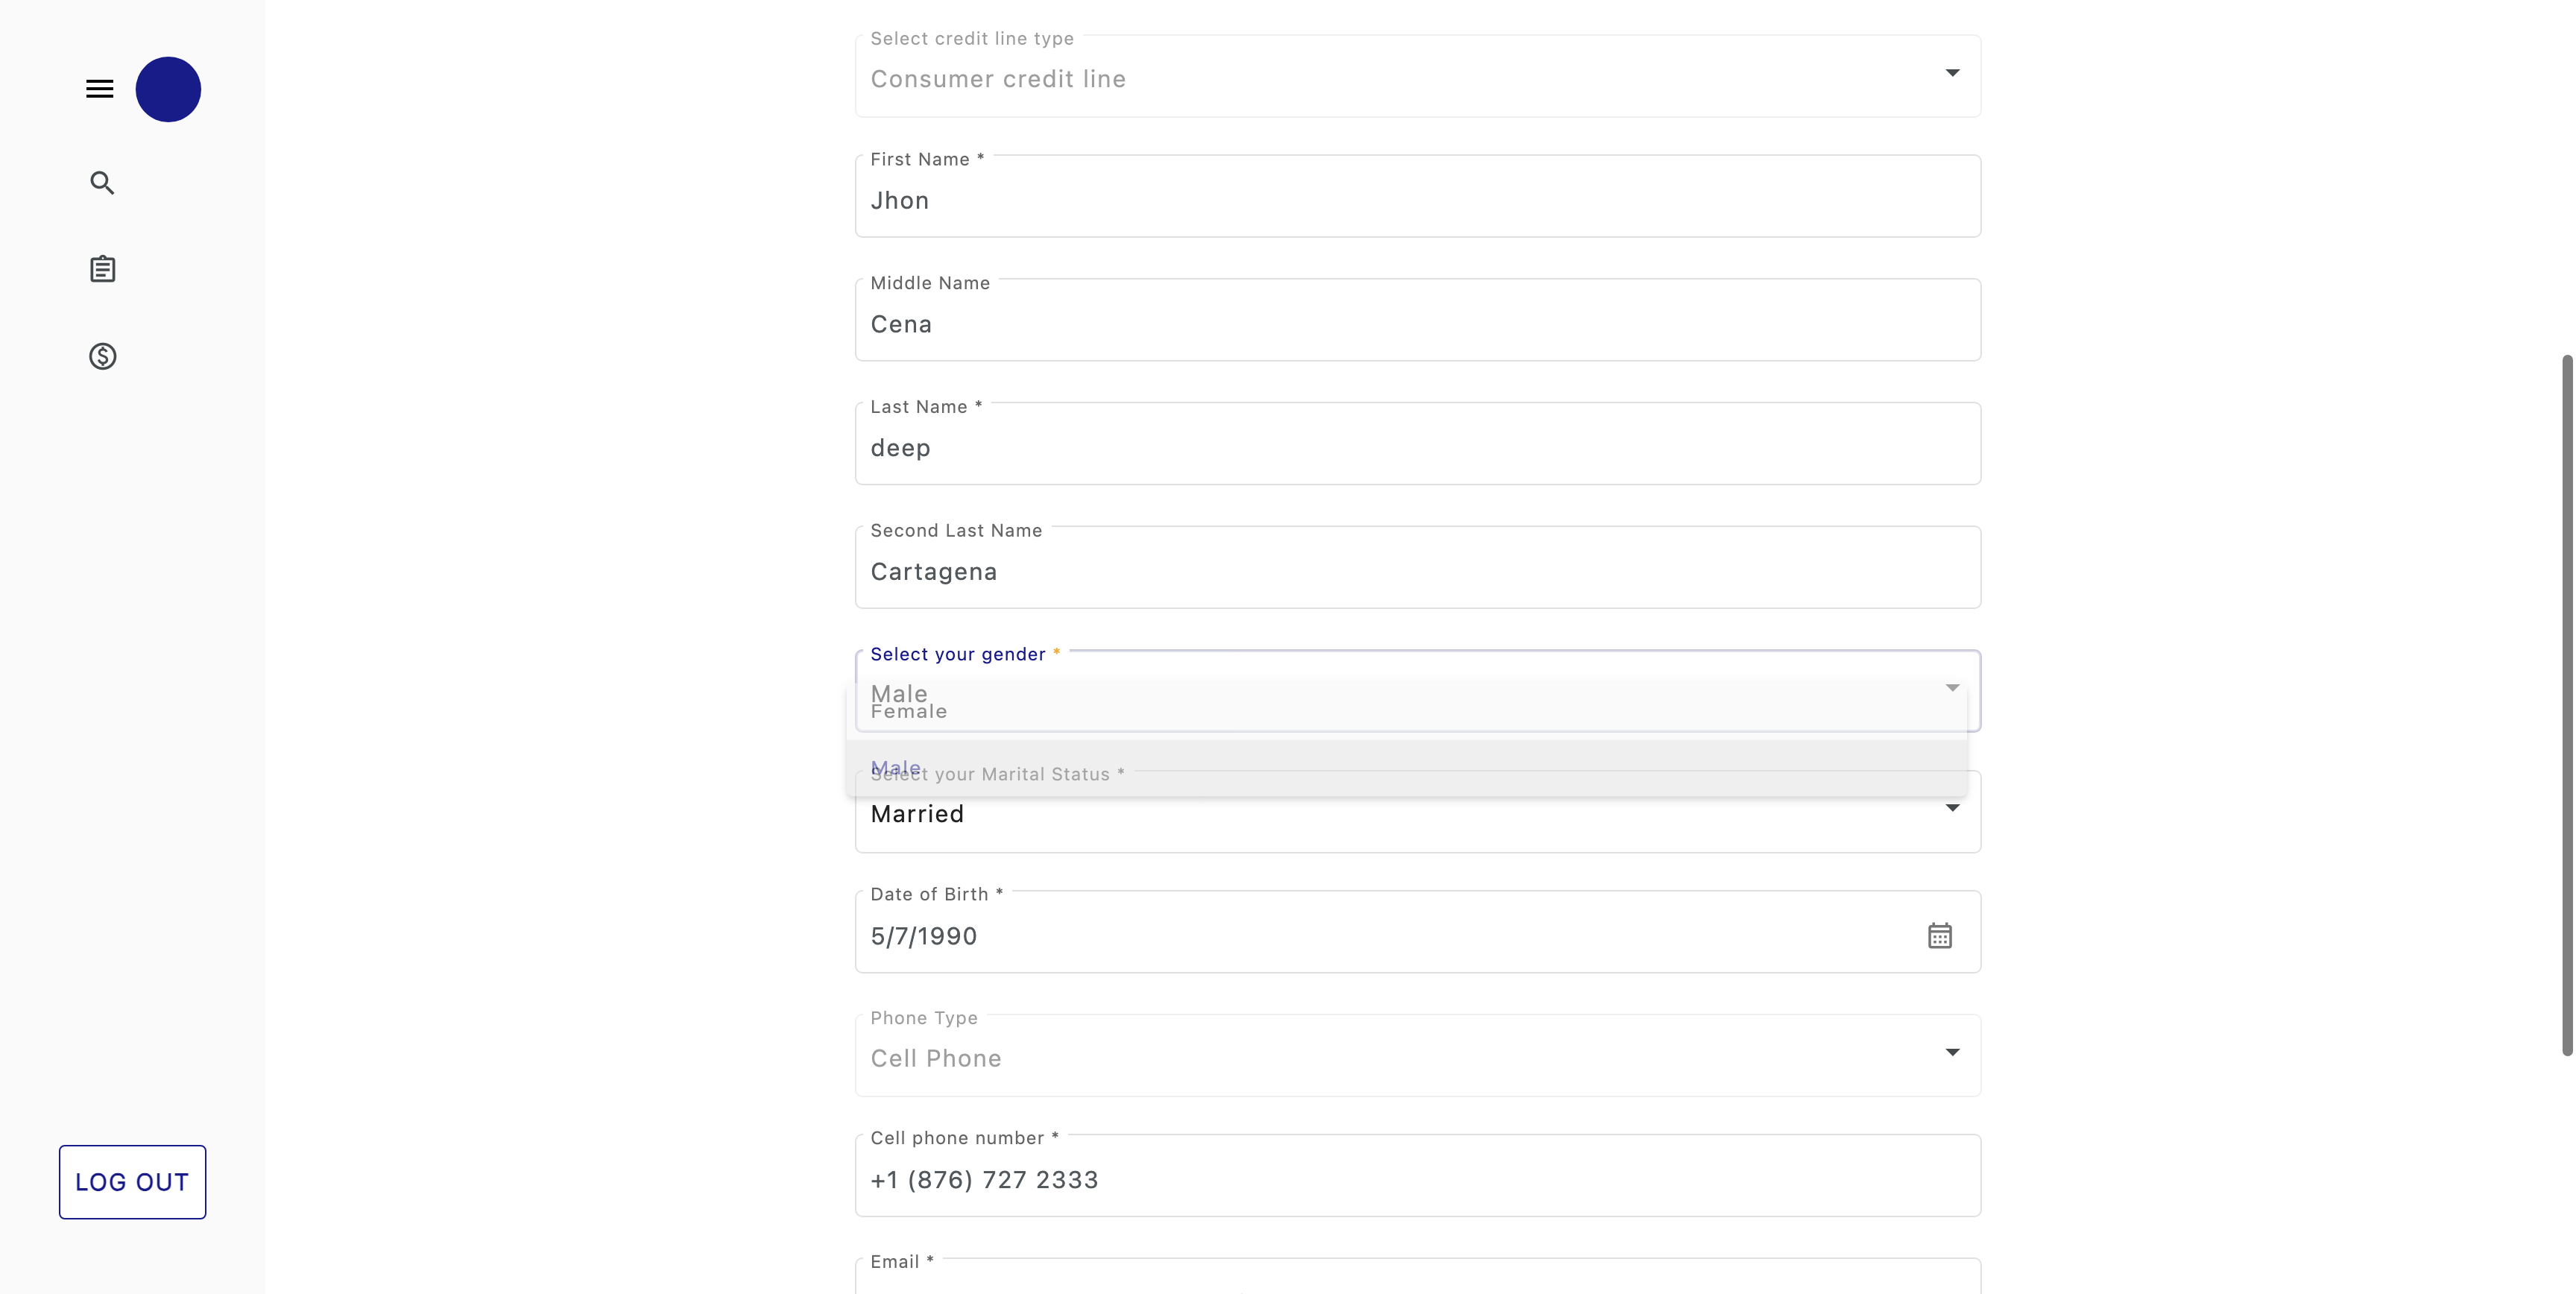 Select credit line type
Consumer credit line
First Name *
Jhon
Middle Name
Cena
Last Name *
deep
Second Last Name
Cartagena
Select your gender *
Male
Female
Male
Select your Marital Status *
Married
Date of Birth *
5/7/1990
Phone Type
Cell Phone
Cell phone number *
+1 (876) 727 2333
LOG OUT
Email *